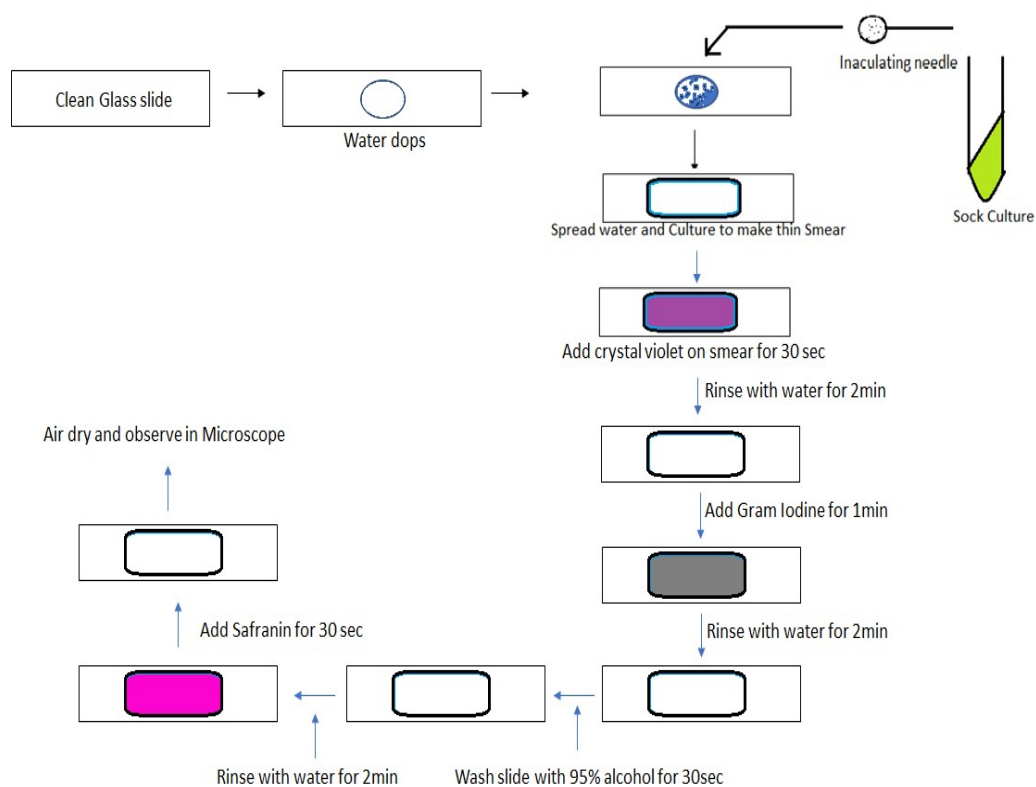 Clean Glass slide
Water dops
Inaculating needle
Sock Culture
Spread water and Culture to make thin Smear
Add crystal violet on smear for 30 sec
Rinse with water for 2min
Add Gram Iodine for 1min
Rinse with water for 2min
Wash slide with 95% alcohol for 30sec
Rinse with water for 2min
Add Safranin for 30 sec
Air dry and observe in Microscope